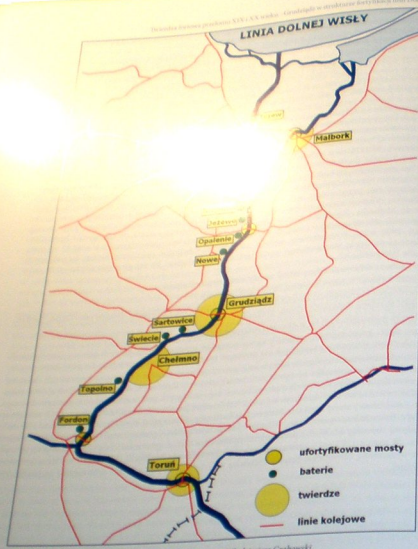 LINIA DOLNEJ WISŁY
Malbork
Opalenie
Nowe
Grudziądz
Sartowice
Świecie
Chełmno
Topolno
Fordon
Toruń
ufortyfikowane mosty
baterie
twierdze
linie kolejowe